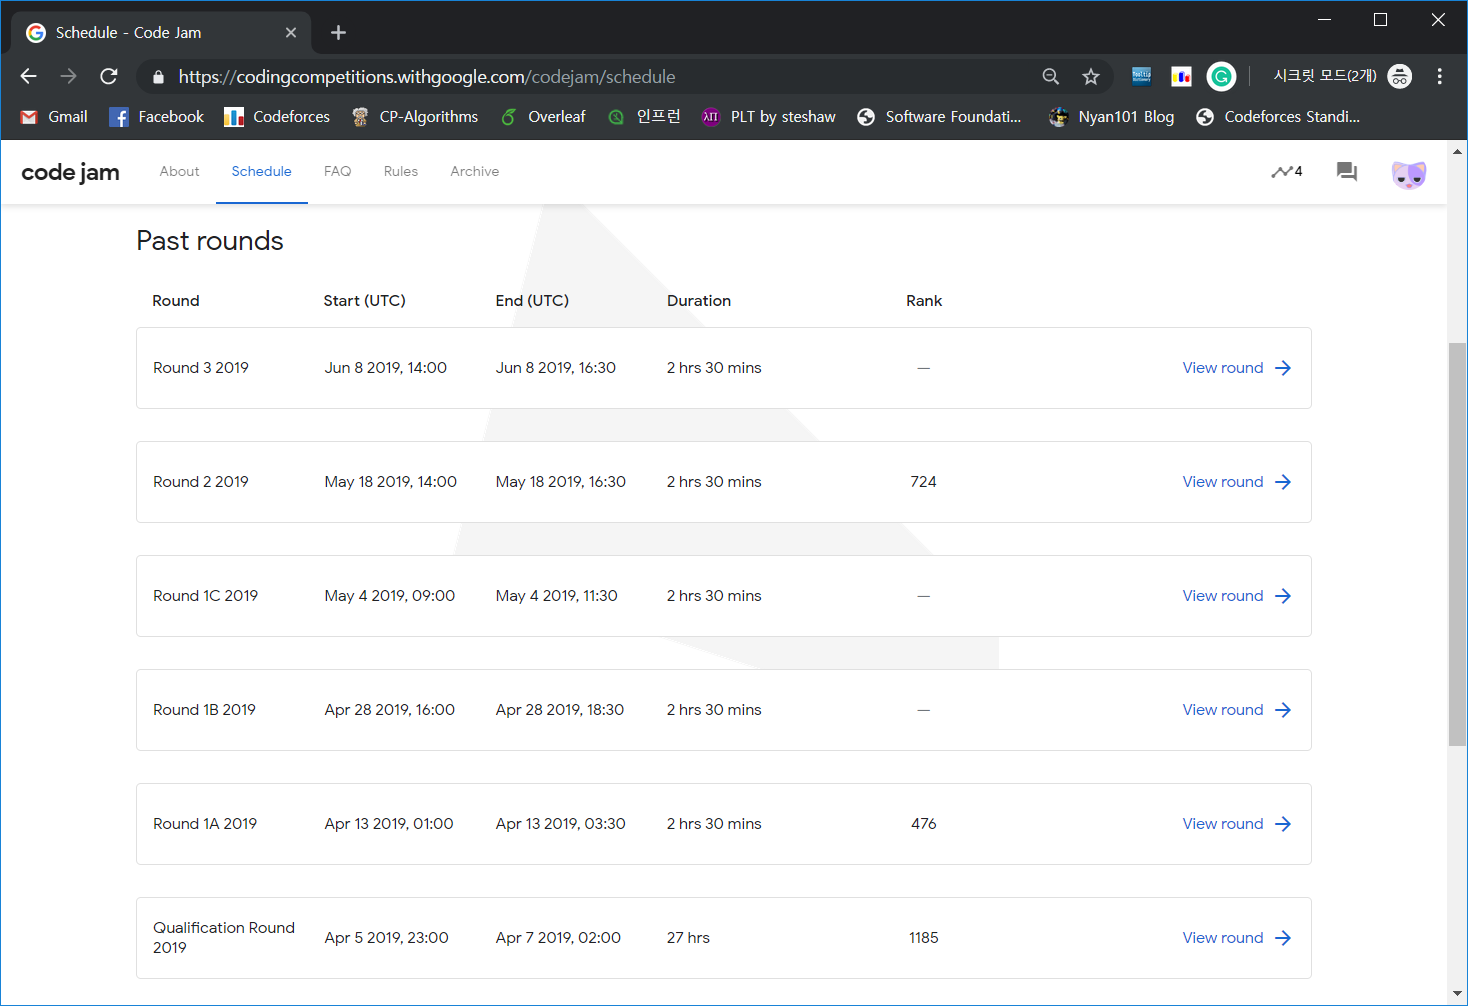 Schedule - Code Jam
https://codingcompetitions.withgoogle.com/codejam/schedule
시크릿 모드(2개)
Gmail Facebook Codeforces CP-Algorithms Overleaf 인프런 λΠ PLT by steshaw Software Foundati... Nyan101 Blog Codeforces Standi...
code jam About Schedule FAQ Rules Archive 4
Past rounds
Round Start (UTC) End (UTC) Duration Rank
Round 3 2019 Jun 8 2019, 14:00 Jun 8 2019, 16:30 2 hrs 30 mins — View round
Round 2 2019 May 18 2019, 14:00 May 18 2019, 16:30 2 hrs 30 mins 724 View round
Round 1C 2019 May 4 2019, 09:00 May 4 2019, 11:30 2 hrs 30 mins — View round
Round 1B 2019 Apr 28 2019, 16:00 Apr 28 2019, 18:30 2 hrs 30 mins — View round
Round 1A 2019 Apr 13 2019, 01:00 Apr 13 2019, 03:30 2 hrs 30 mins 476 View round
Qualification Round
2019 Apr 5 2019, 23:00 Apr 7 2019, 02:00 27 hrs 1185 View round